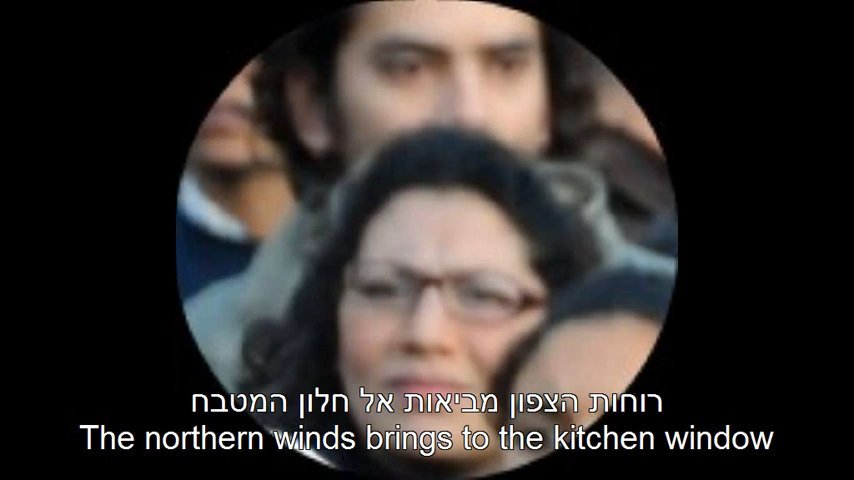 רוחות הצפון מביאות אל חלון המטבח
The northern winds brings to the kitchen window